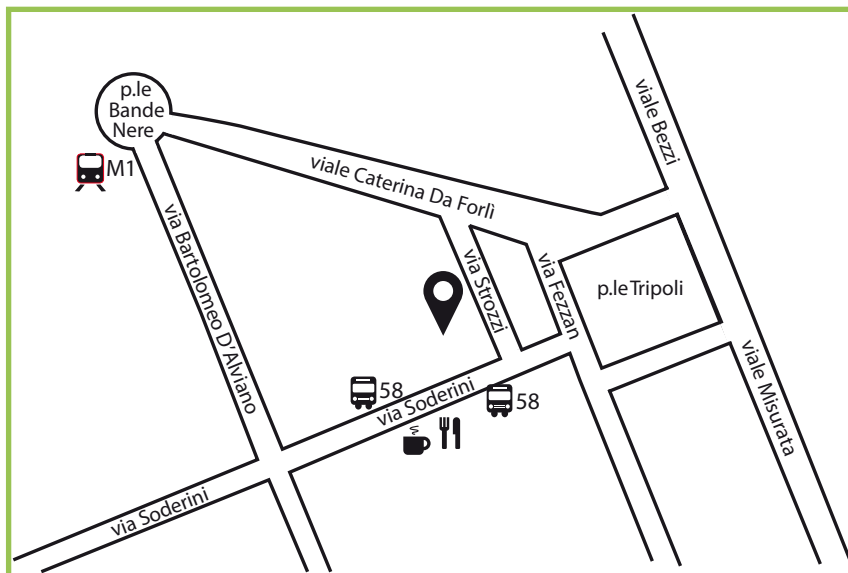 p.le
Bande
Nere
M1
viale Bezzi
viale Caterina Da Forlì
via Bartolomeo D'Alviano
via Strozzi
via Fezzan
p.le Tripoli
viale Misurata
58
via Soderini
58
via Soderini